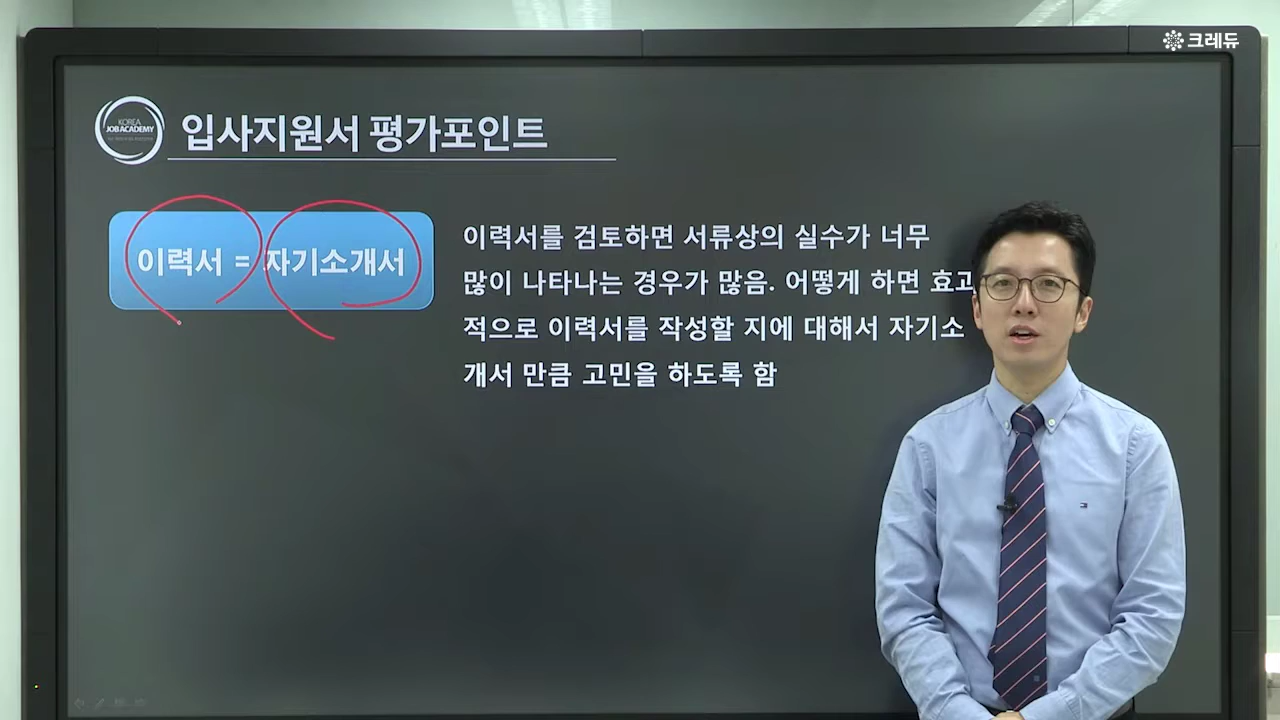 크레듀
KOREA
JOB ACADEMY
입사지원서 평가포인트
이력서 = 자기소개서
이력서를 검토하면 서류상의 실수가 너무
많이 나타나는 경우가 많음. 어떻게 하면 효과
적으로 이력서를 작성할 지에 대해서 자기소
개서 만큼 고민을 하도록 함